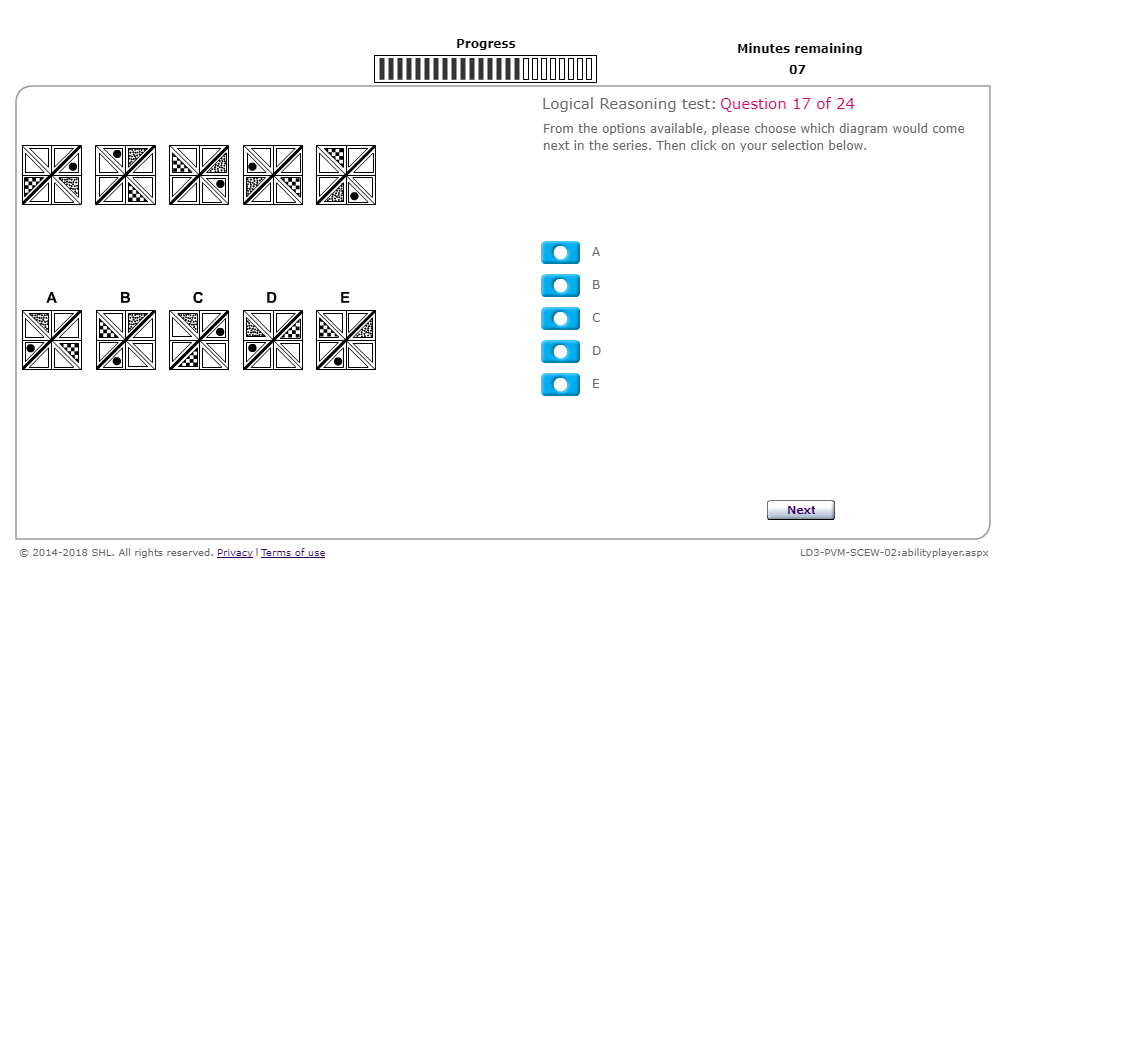 Progress
Minutes remaining
07
Logical Reasoning test: Question 17 of 24
From the options available, please choose which diagram would come
next in the series. Then click on your selection below.
A B C D E
A
B
C
D
E
Next
© 2014-2018 SHL. All rights reserved. Privacy | Terms of use
LD3-PVM-SCEW-02:abilityplayer.aspx